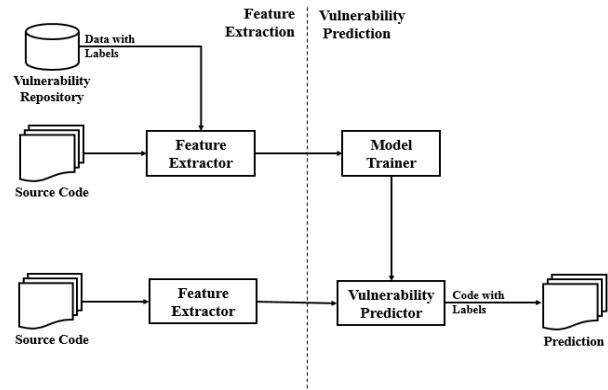 Feature
Extraction
Vulnerability
Prediction
Data with
Labels
Vulnerability
Repository
Source Code
Feature
Extractor
Model
Trainer
Source Code
Feature
Extractor
Vulnerability
Predictor
Code with
Labels
Prediction